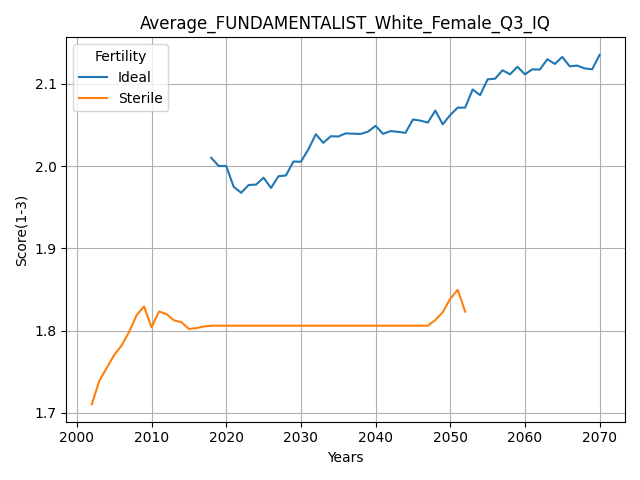 Average_FUNDAMENTALIST_White_Female_Q3_IQ
Fertility
Ideal
Sterile
Score(1-3)
2.1
2.0
1.9
1.8
1.7
2000 2010 2020 2030 2040 2050 2060 2070
Years